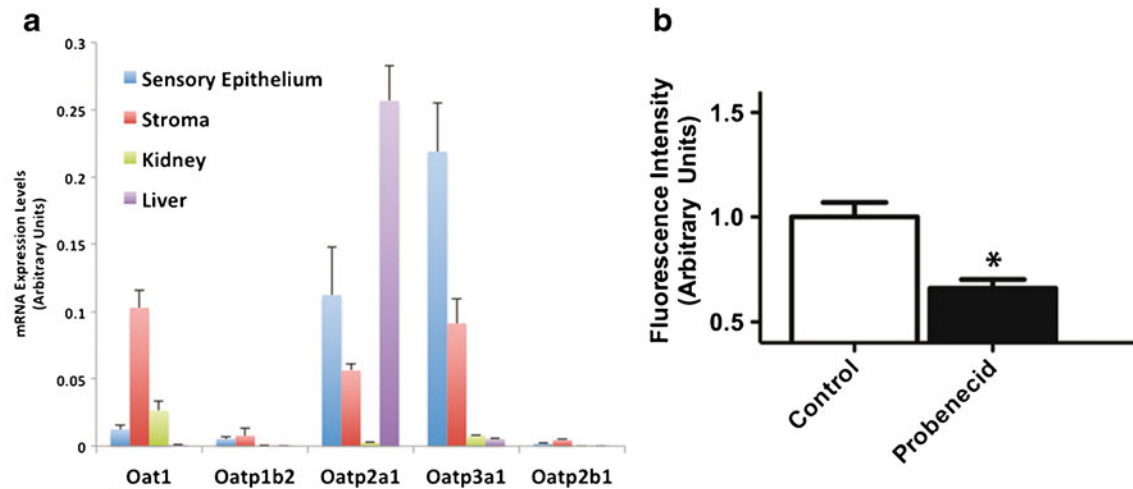 a
mRNA Expression Levels
(Arbitrary Units)
0.3
0.25
0.2
0.15
0.1
0.05
0
Sensory Epithelium
Stroma
Kidney
Liver
Oat1
Oatp1b2
Oatp2a1
Oatp3a1
Oatp2b1
b
Fluorescence Intensity
(Arbitrary Units)
1.5
1.0
0.5
*
Control
Probenecid